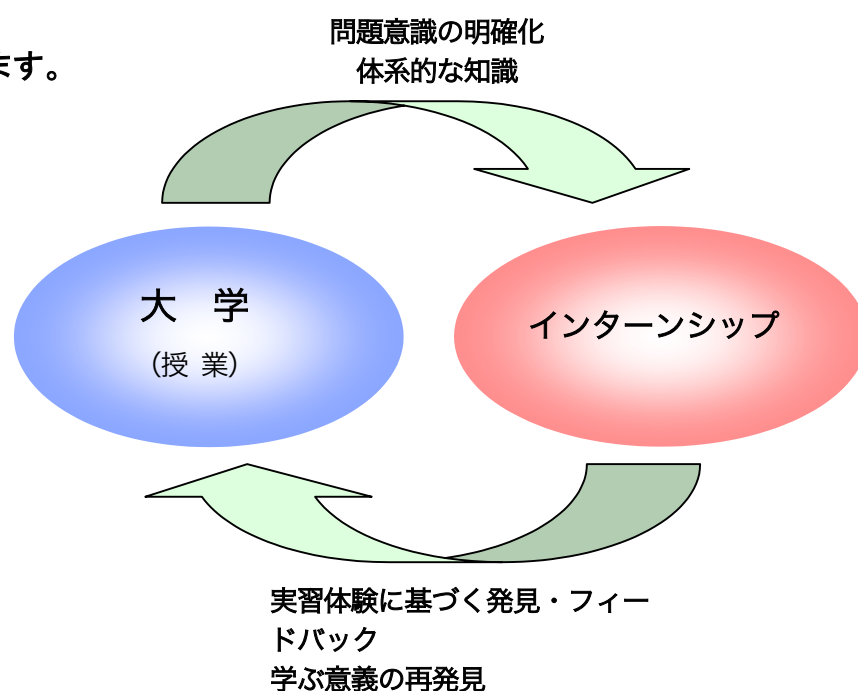 問題意識の明確化
ます。
体系的な知識
大　学
（授 業）
インターンシップ
実習体験に基づく発見・フィー
ドバック
学ぶ意義の再発見